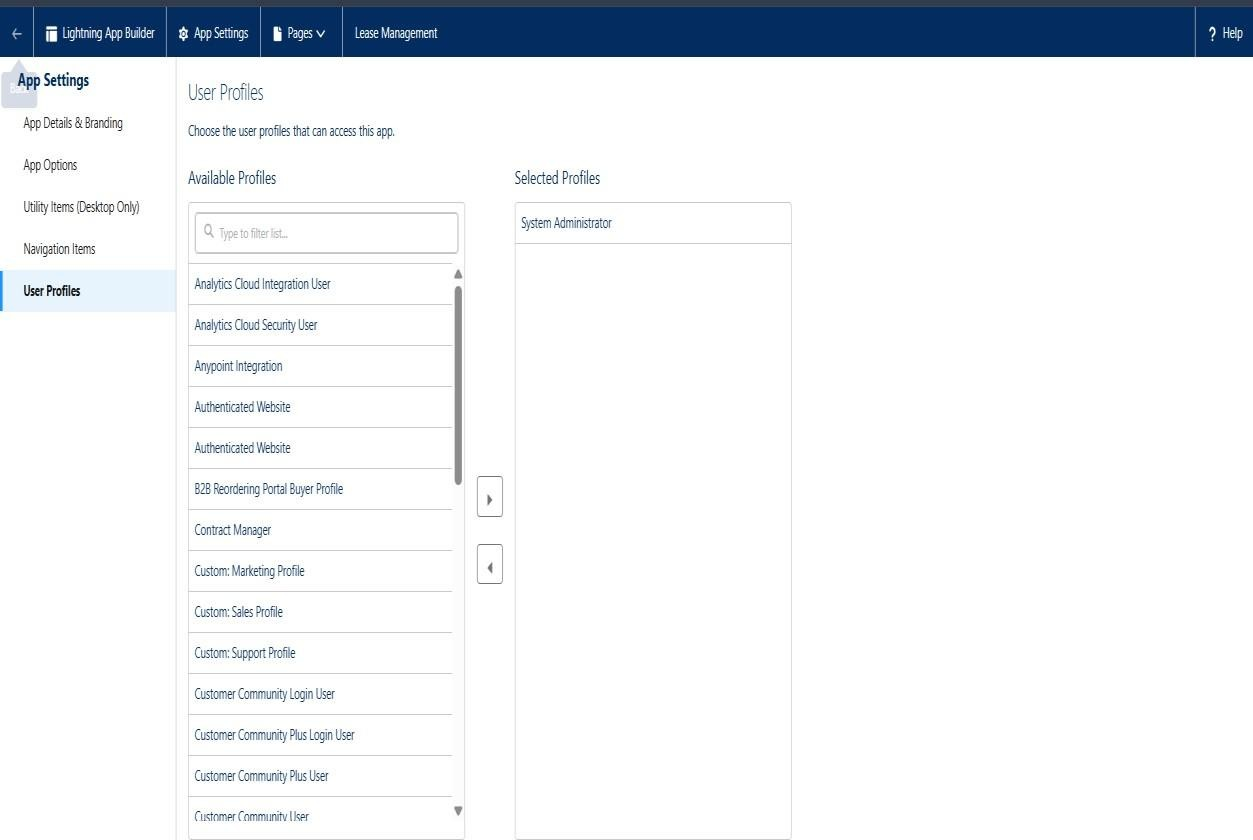 Lightning App Builder
App Settings
Pages
Lease Management
? Help
App Settings
App Details & Branding
App Options
Utility Items (Desktop Only)
Navigation Items
User Profiles
User Profiles
Choose the user profiles that can access this app.
Available Profiles
Type to filter list...
Analytics Cloud Integration User
Analytics Cloud Security User
Anypoint Integration
Authenticated Website
Authenticated Website
B2B Reordering Portal Buyer Profile
Contract Manager
Custom: Marketing Profile
Custom: Sales Profile
Custom: Support Profile
Customer Community Login User
Customer Community Plus Login User
Customer Community Plus User
Customer Community User
Selected Profiles
System Administrator